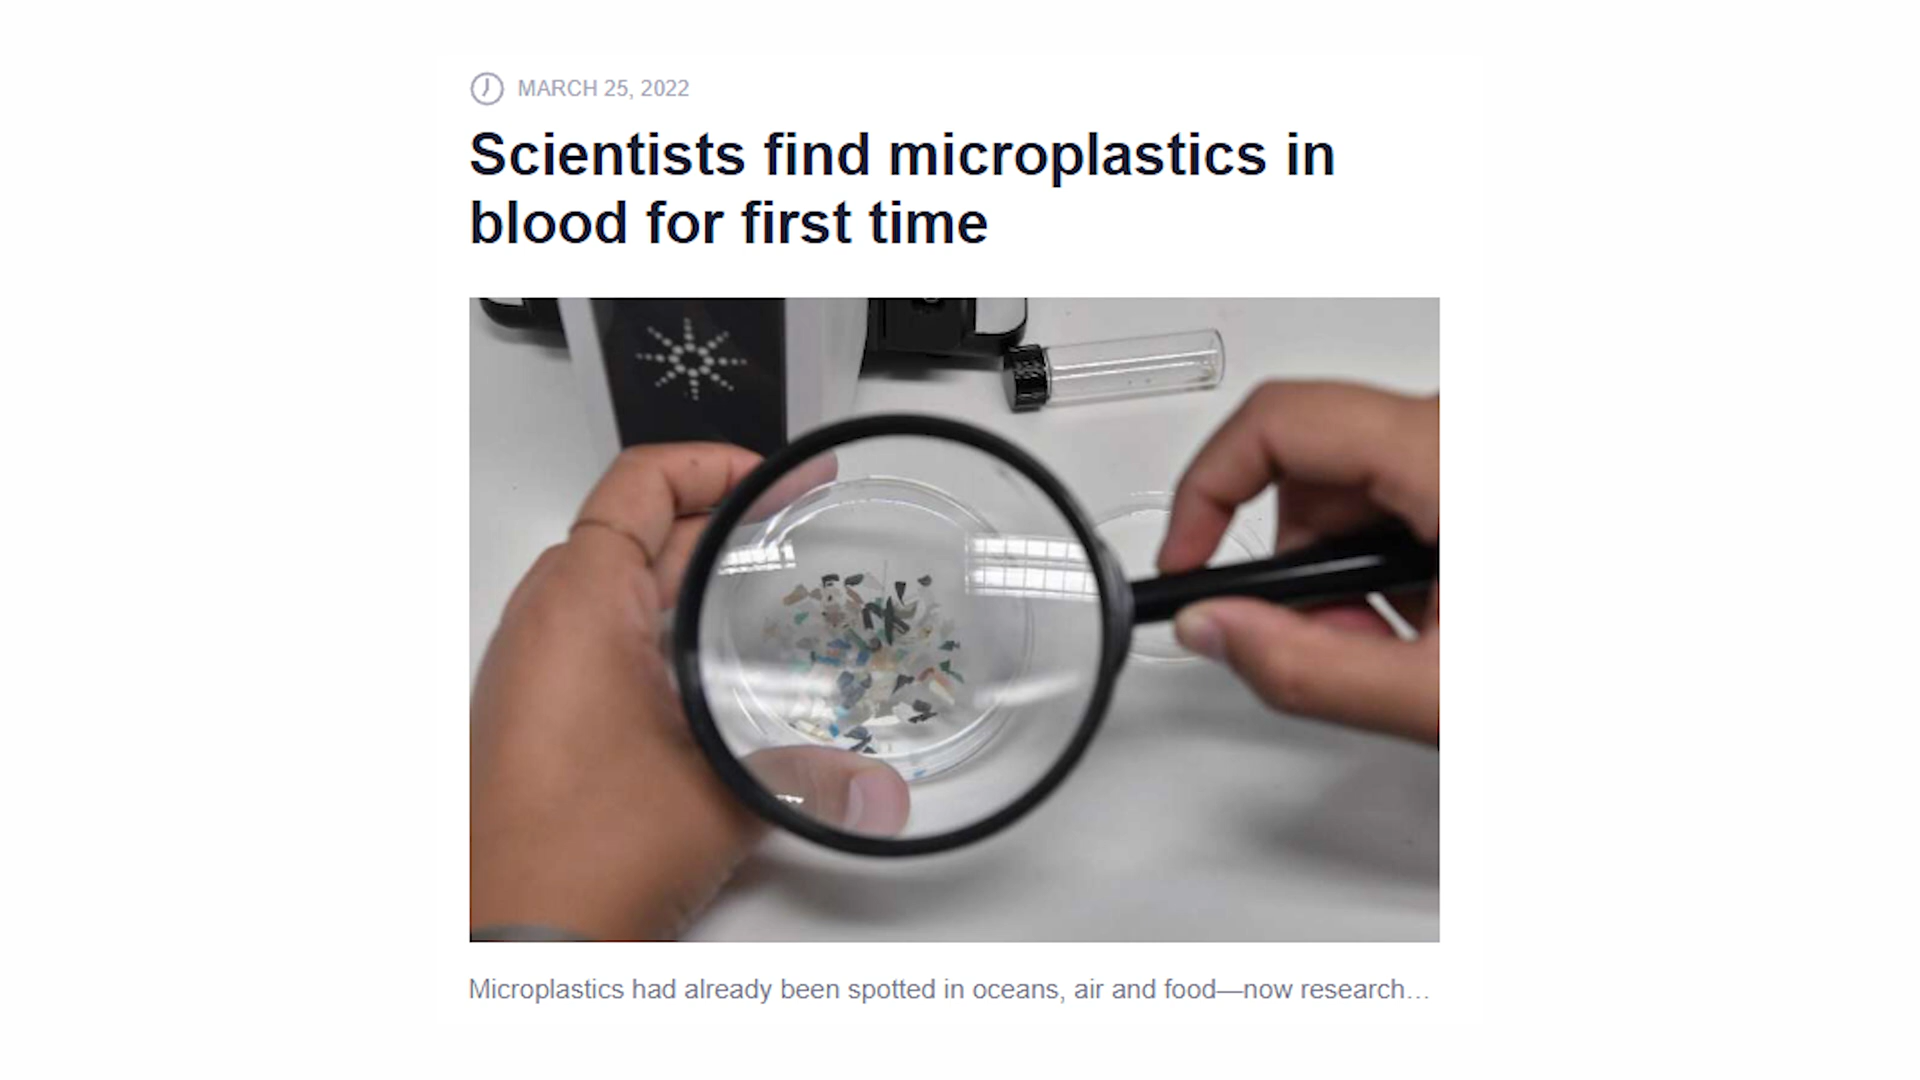 MARCH 25, 2022
Scientists find microplastics in
blood for first time
Microplastics had already been spotted in oceans, air and food—now research…